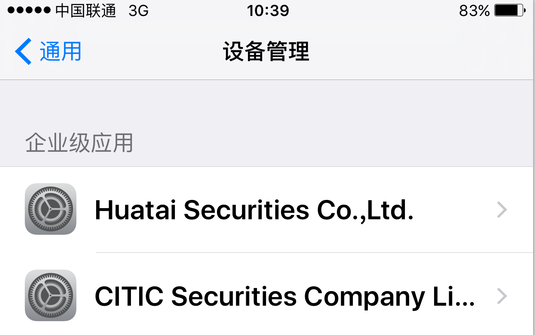 中国联通 3G 10:39 83%
通用 设备管理
企业级应用
Huatai Securities Co.,Ltd.
CITIC Securities Company Li...